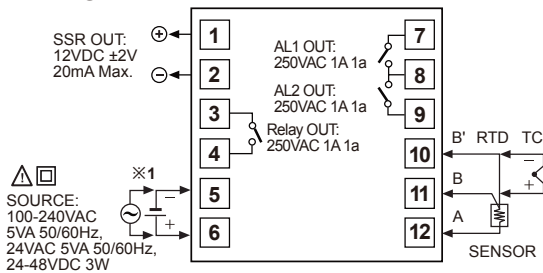 SSR OUT:
12VDC ±2V
20mA Max.
⊕
⊖
1
2
3
4
5
6
Relay OUT:
250VAC 1A 1a
AL1 OUT:
250VAC 1A 1a
AL2 OUT:
250VAC 1A 1a
7
8
9
10
11
12
B' RTD TC
B
A
− 
+
SENSOR
※1
−
+
SOURCE:
100-240VAC
5VA 50/60Hz,
24VAC 5VA 50/60Hz,
24-48VDC 3W